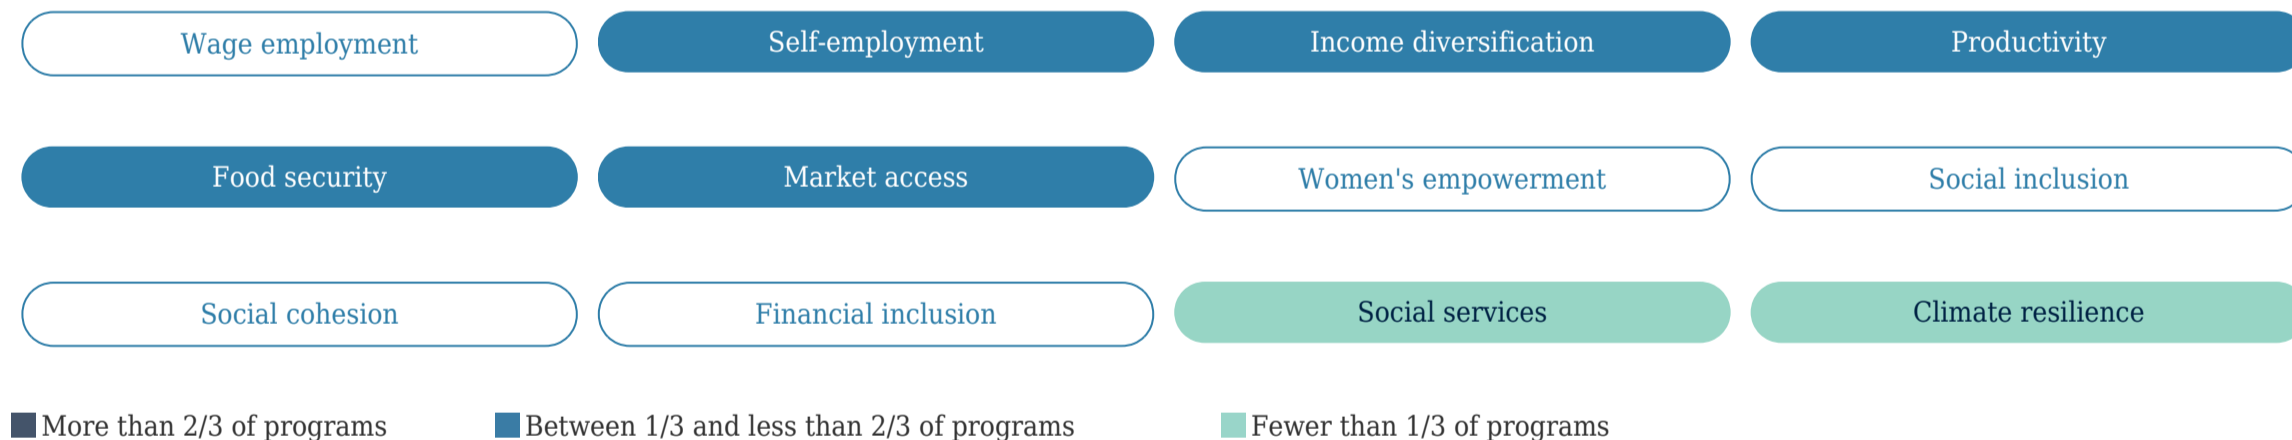 Wage employment Self-employment Income diversification Productivity
Food security Market access Women's empowerment Social inclusion
Social cohesion Financial inclusion Social services Climate resilience
More than 2/3 of programs Between 1/3 and less than 2/3 of programs Fewer than 1/3 of programs